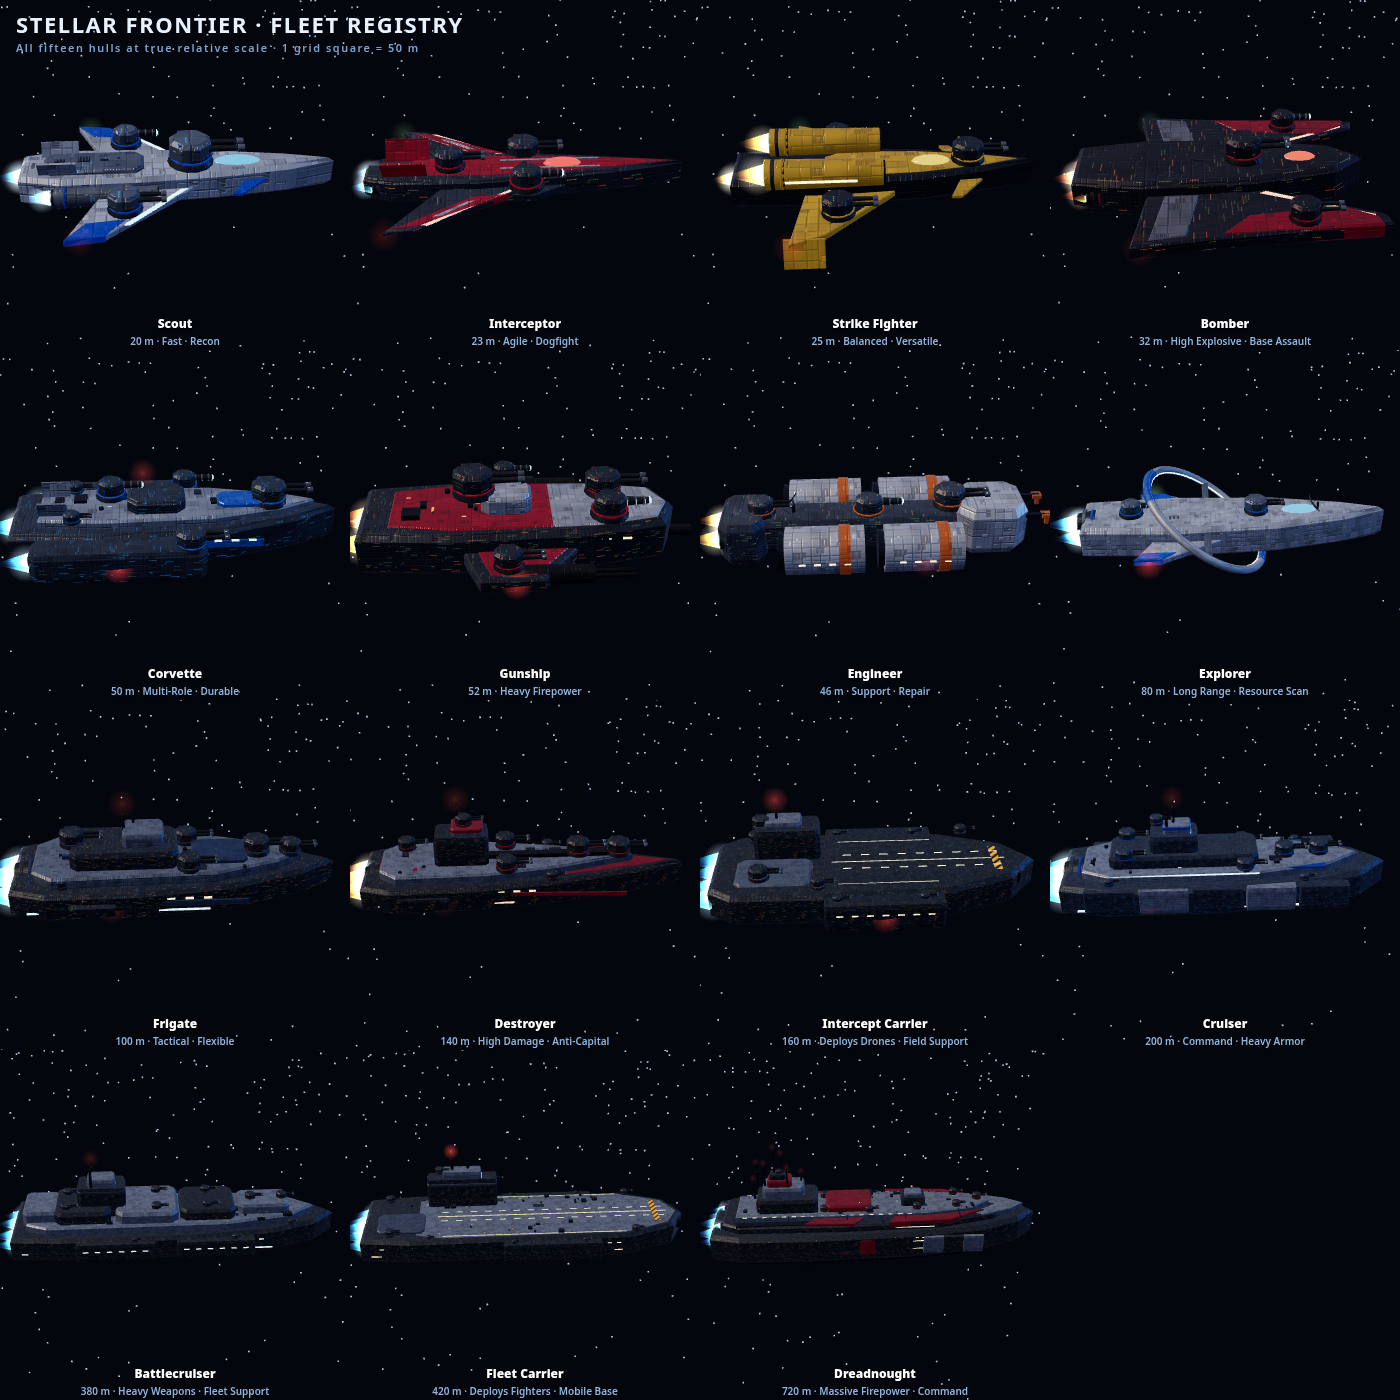 STELLAR FRONTIER · FLEET REGISTRY
All fifteen hulls at true relative scale · 1 grid square = 50 m
Scout
20 m · Fast · Recon
Interceptor
23 m · Agile · Dogfight
Strike Fighter
25 m · Balanced · Versatile
Bomber
32 m · High Explosive · Base Assault
Corvette
50 m · Multi-Role · Durable
Gunship
52 m · Heavy Firepower
Engineer
46 m · Support · Repair
Explorer
80 m · Long Range · Resource Scan
Frigate
100 m · Tactical · Flexible
Destroyer
140 m · High Damage · Anti-Capital
Intercept Carrier
160 m · Deploys Drones · Field Support
Cruiser
200 m · Command · Heavy Armor
Battlecruiser
380 m · Heavy Weapons · Fleet Support
Fleet Carrier
420 m · Deploys Fighters · Mobile Base
Dreadnought
720 m · Massive Firepower · Command